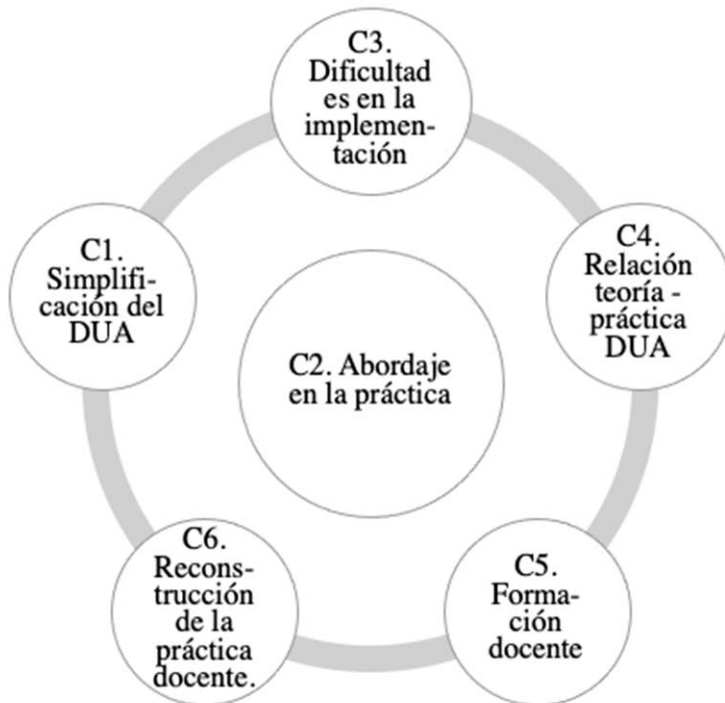 C3.
Dificultad
es en la
implemen-
tación
C1.
Simplifi-
cación del
DUA
C4.
Relación
teoría -
práctica
DUA
C2. Abordaje
en la práctica
C6.
Recons-
trucción
de la
práctica
docente.
C5.
Forma-
ción
docente